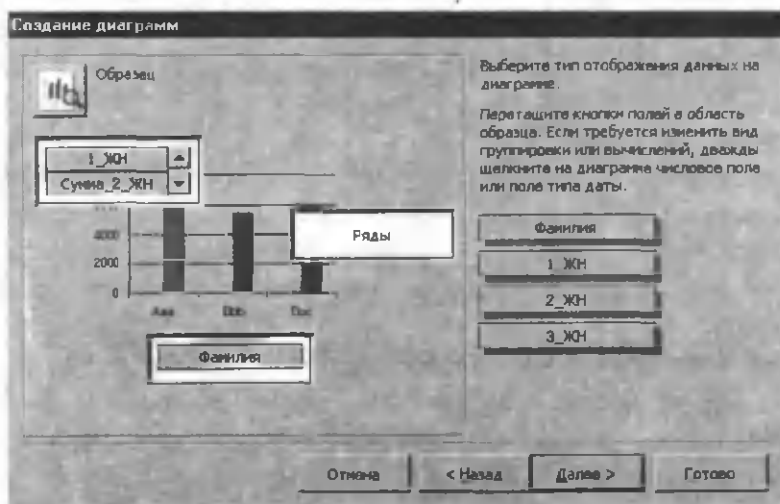 Создание диаграмм
Образец
1_ЖН
Сумма_2_ЖН
4000
2000
0
Ряды
Ааа
Bbb
Фамилия
Выберите тип отображения данных на
диаграмме.
Перетащите кнопки полей в область
образца. Если требуется изменить вид
группировки или вычислений, дважды
щелкните на диаграмме числовое поле
или поле типа даты.
Фамилия
1_ЖН
2_ЖН
3_ЖН
Отмена
< Назад
Далее >
Готово